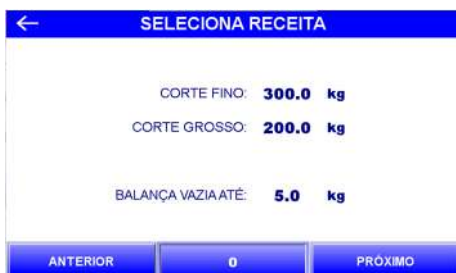 SELECIONA RECEITA
CORTE FINO: 300.0 kg
CORTE GROSSO: 200.0 kg
BALANÇA VAZIA ATÉ: 5.0 kg
ANTERIOR 0 PRÓXIMO